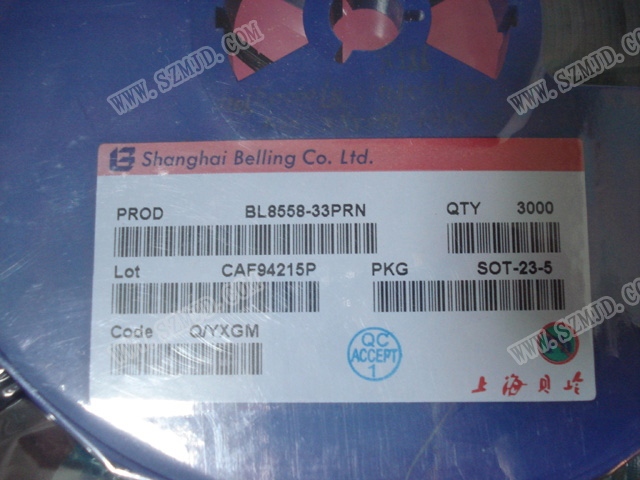 WWW.SZMJD.COM
WWW.SZMJD.COM
Shanghai Belling Co. Ltd.
PROD BL8558-33PRN QTY 3000
Lot CAF94215P PKG SOT-23-5
Code Q/YXGM
QC
ACCEPT
1
WWW.SZMJD.COM
WWW.SZMJD.COM
上海贝岭